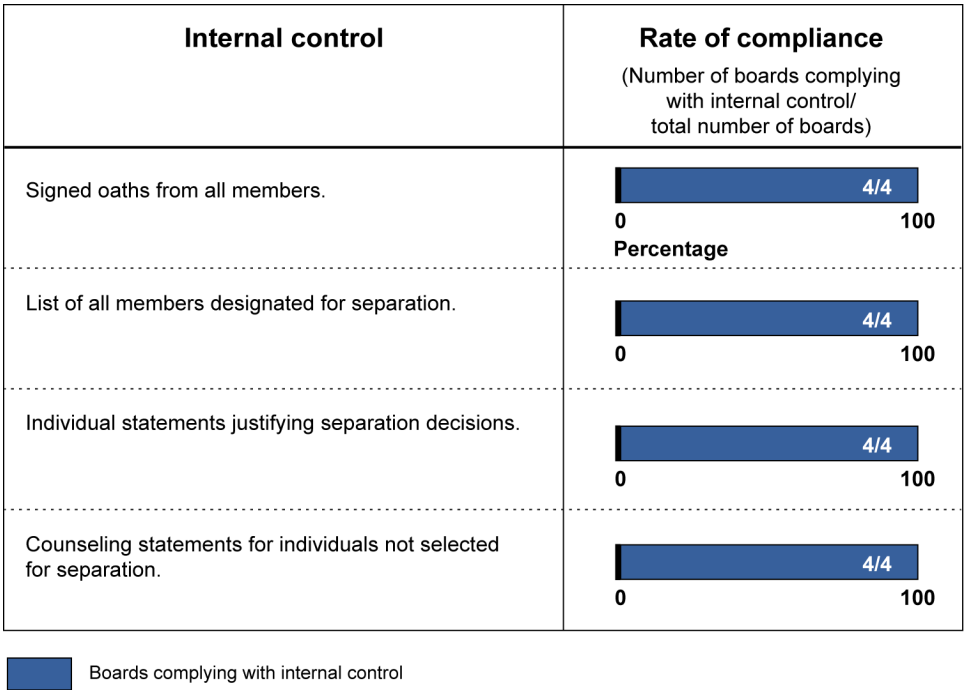 Internal control
Rate of compliance
(Number of boards complying
with internal control/
total number of boards)
Signed oaths from all members.
4/4
0
100
Percentage
List of all members designated for separation.
4/4
0
100
Individual statements justifying separation decisions.
4/4
0
100
Counseling statements for individuals not selected
for separation.
4/4
0
100
Boards complying with internal control